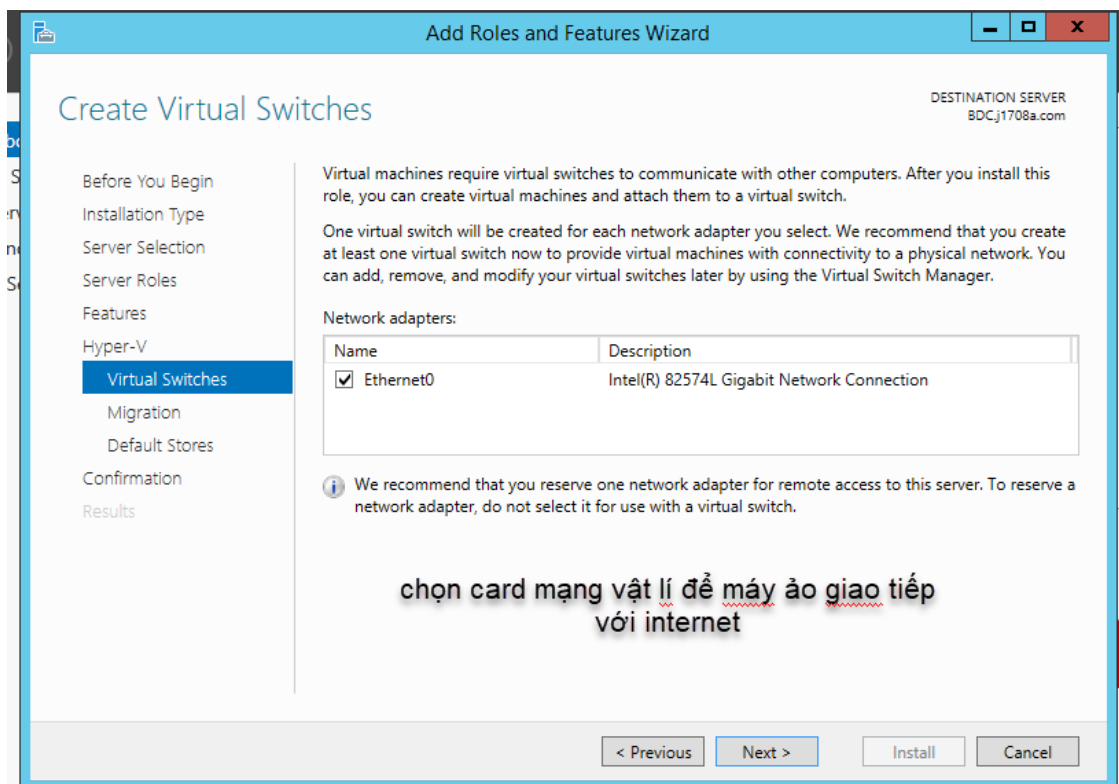 Add Roles and Features Wizard
Create Virtual Switches
DESTINATION SERVER
BDC.j1708a.com
Before You Begin
Installation Type
Server Selection
Server Roles
Features
Hyper-V
Virtual Switches
Migration
Default Stores
Confirmation
Results
Virtual machines require virtual switches to communicate with other computers. After you install this
role, you can create virtual machines and attach them to a virtual switch.
One virtual switch will be created for each network adapter you select. We recommend that you create
at least one virtual switch now to provide virtual machines with connectivity to a physical network. You
can add, remove, and modify your virtual switches later by using the Virtual Switch Manager.
Network adapters:
Name Description
Ethernet0 Intel(R) 82574L Gigabit Network Connection
We recommend that you reserve one network adapter for remote access to this server. To reserve a
network adapter, do not select it for use with a virtual switch.
chọn card mạng vật lí để máy ảo giao tiếp
với internet
< Previous Next > Install Cancel